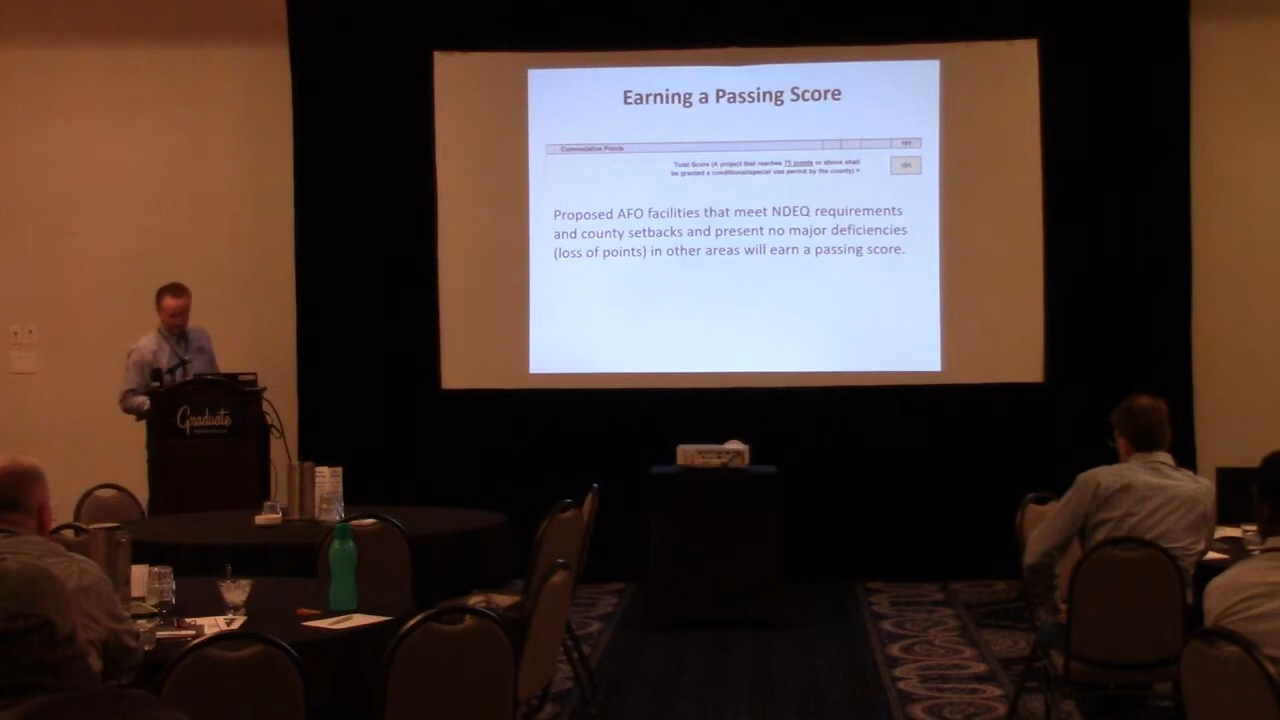 Earning a Passing Score
Cummulative Points
Total Score (A project that reaches 75 points or above shall
be granted a conditional/special use permit by the county) =
Proposed AFO facilities that meet NDEQ requirements
and county setbacks and present no major deficiencies
(loss of points) in other areas will earn a passing score.
Graduate